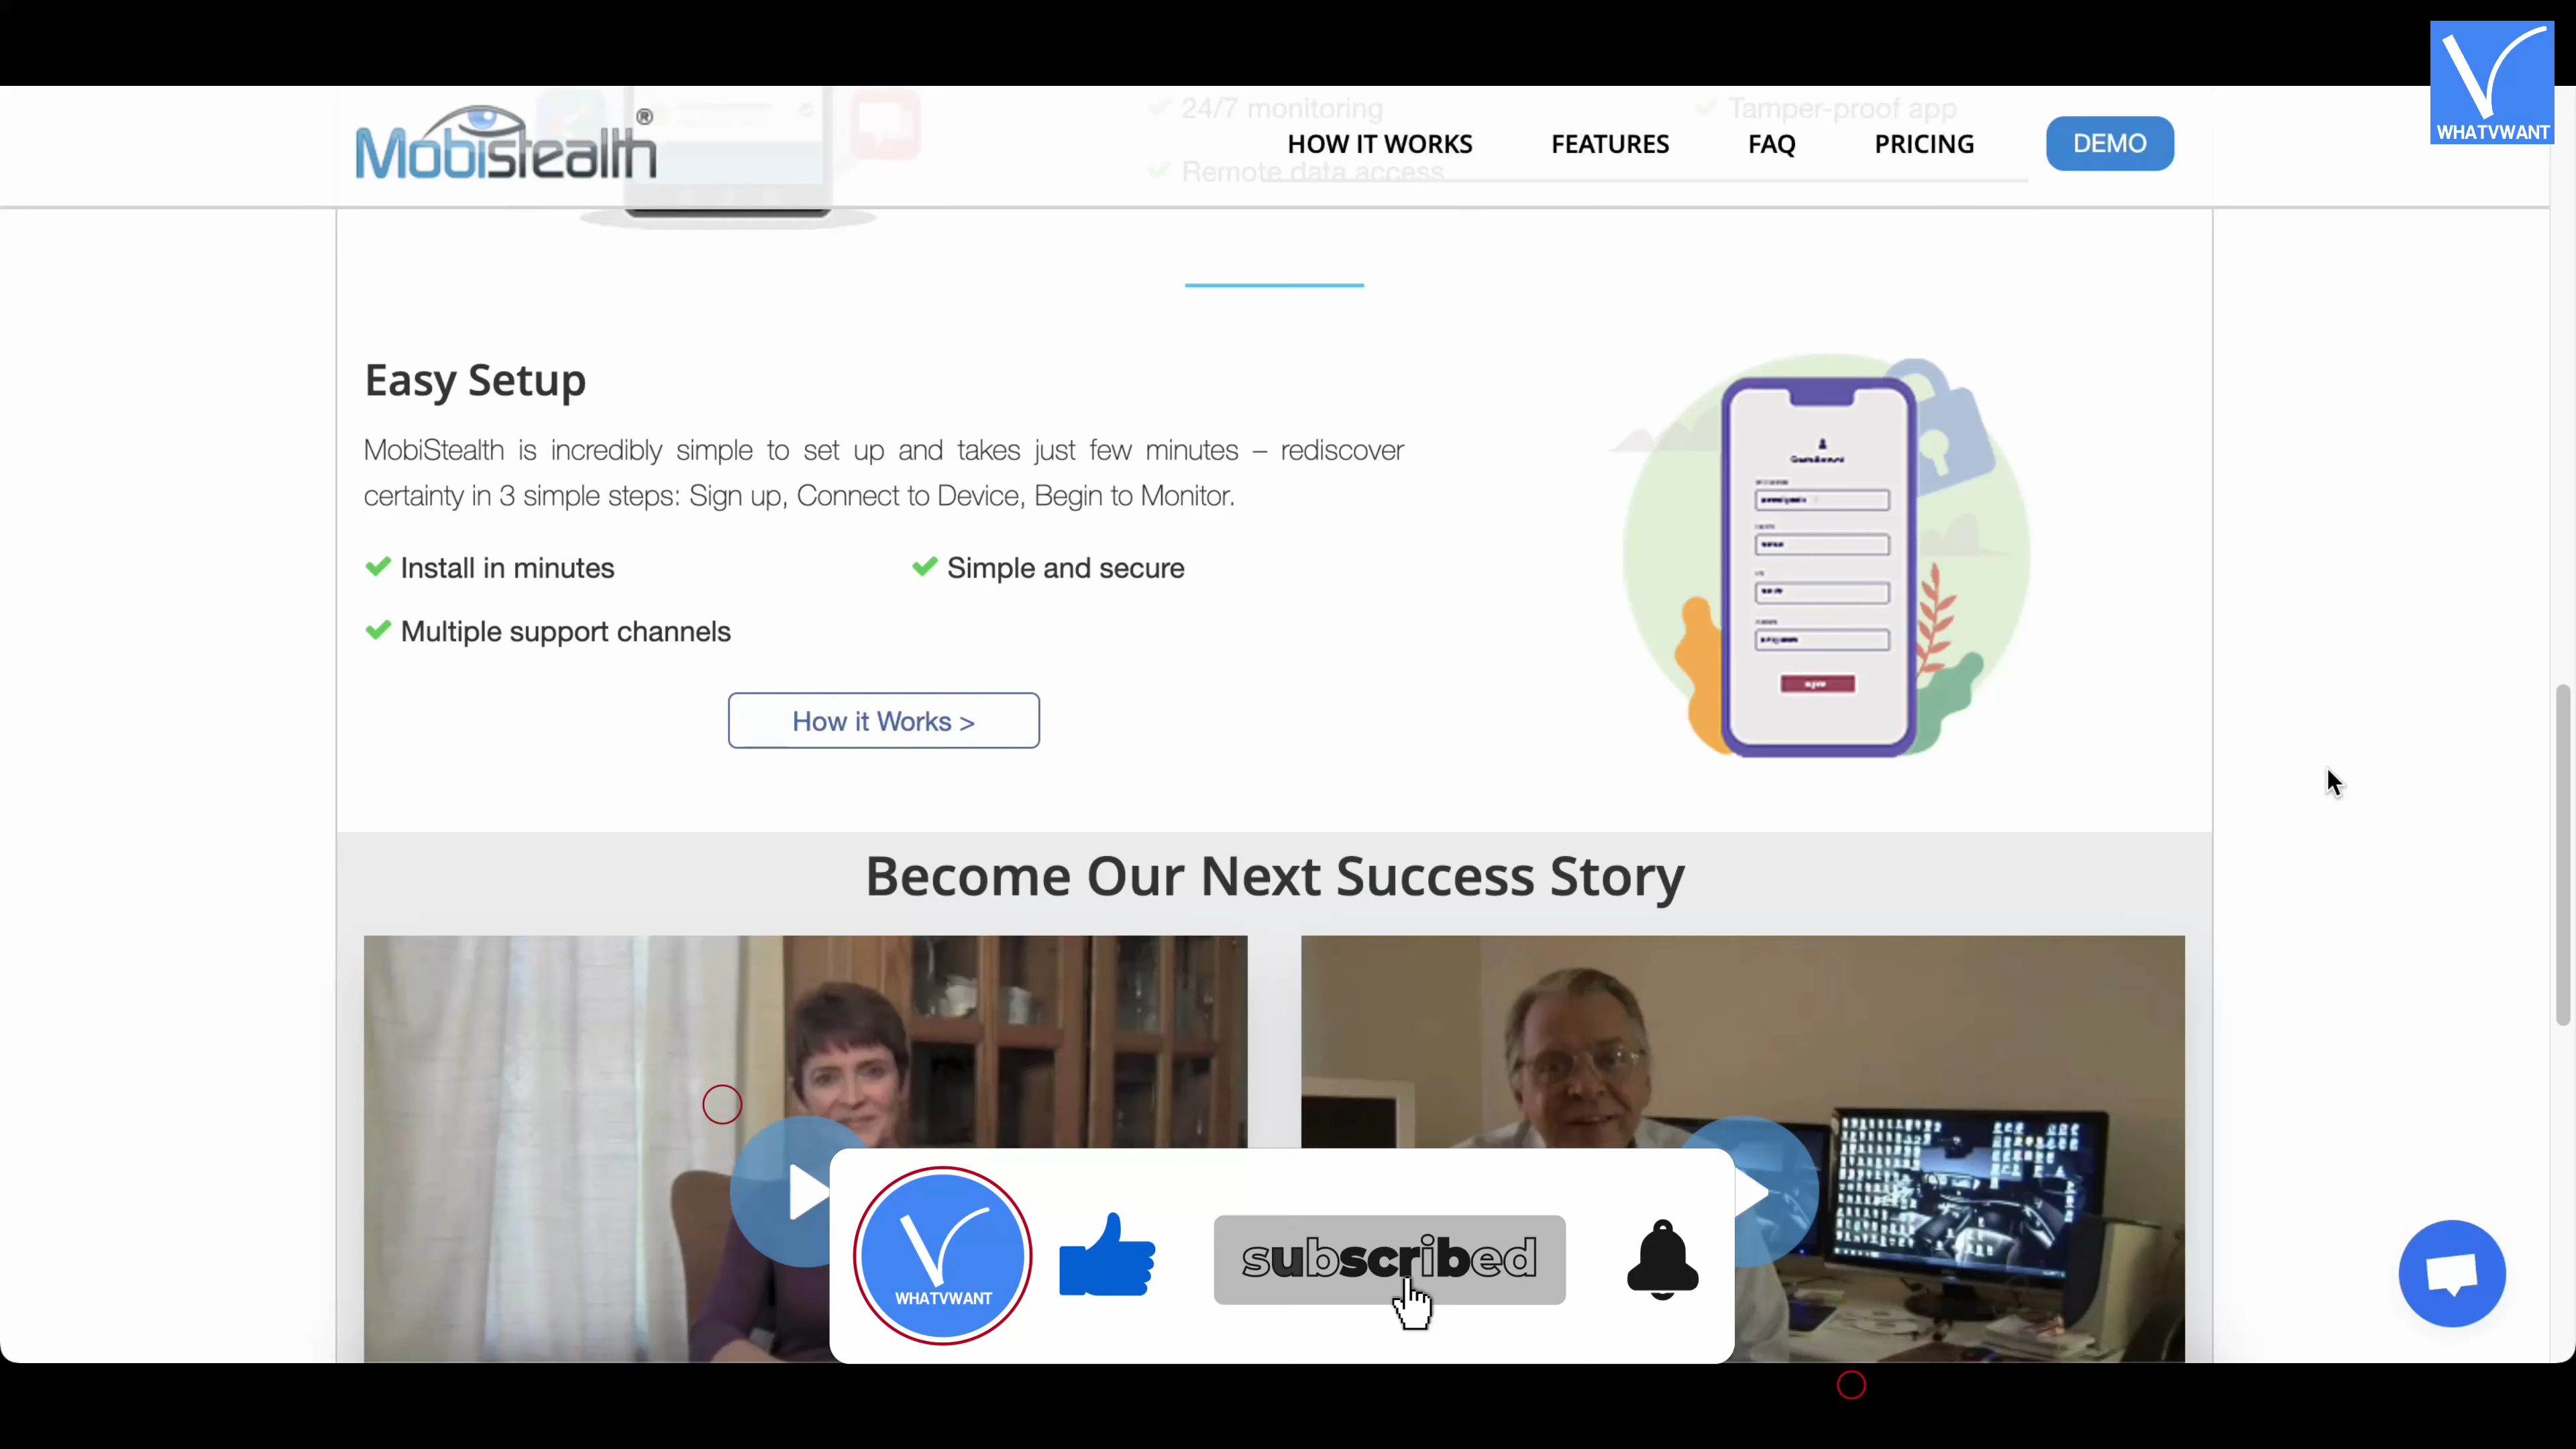 WHATVWANT
24/7 monitoring
Tamper-proof app
Mobistealth®
HOW IT WORKS
FEATURES
FAQ
PRICING
DEMO
Remote data access
Easy Setup
MobiStealth is incredibly simple to set up and takes just few minutes – rediscover
certainty in 3 simple steps: Sign up, Connect to Device, Begin to Monitor.
Install in minutes
Simple and secure
Multiple support channels
How it Works >
Become Our Next Success Story
WHATVWANT
subscribed